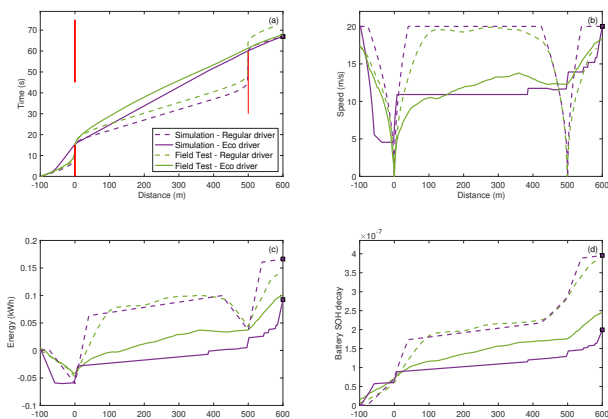 (a)
80
70
60
50
40
30
20
10
0
Time (s)
-100 0 100 200 300 400 500 600
Distance (m)
Simulation - Regular driver
Simulation - Eco driver
Field Test - Regular driver
Field Test - Eco driver
(b)
20
15
10
5
0
Speed (m/s)
-100 0 100 200 300 400 500 600
Distance (m)
(c)
0.2
0.15
0.1
0.05
0
-0.05
-0.1
Energy (kWh)
-100 0 100 200 300 400 500 600
×10⁻⁷
(d)
4
3.5
3
2.5
2
1.5
1
0.5
0
Battery SOH decay
-100 0 100 200 300 400 500 600